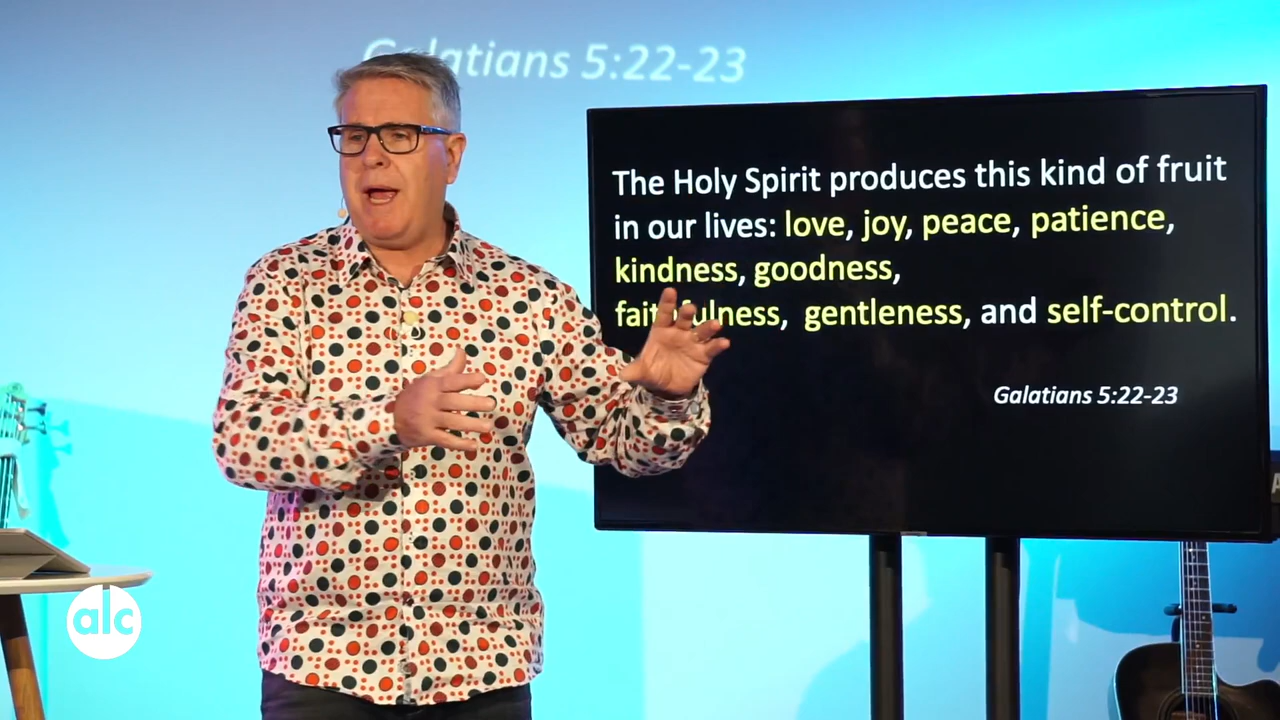 Galatians 5:22-23
The Holy Spirit produces this kind of fruit
in our lives: love, joy, peace, patience,
kindness, goodness,
faithfulness, gentleness, and self-control.
Galatians 5:22-23
alc